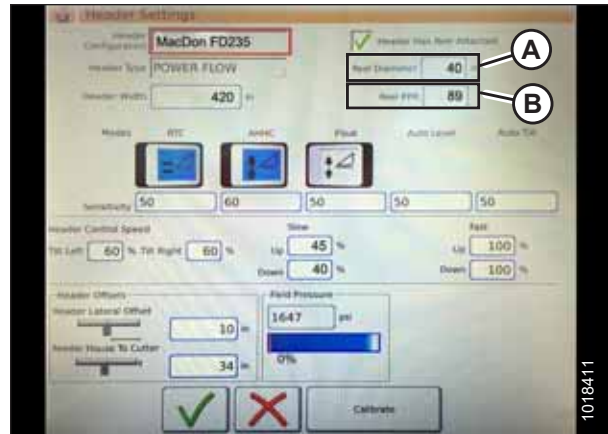 Header Settings
Header Configuration MacDon FD235
Header Has Reel Attached
A
Header Type POWER FLOW
Reel Diameter 40 in
Header Width 420 in
Reel PPR 89
B
Modes RTC AHHC Float Auto Level Auto Tilt
Sensitivity 50 60 50 50 50
Header Control Speed
Slow
Fast
Tilt Left 60 % Tilt Right 60 %
Up 45 %
Up 100 %
Down 40 %
Down 100 %
Header Offsets
Field Pressure
Header Lateral Offset
10 in
1647 psi
Feeder House To Cutter
34 in
0%
Calibrate
1018411